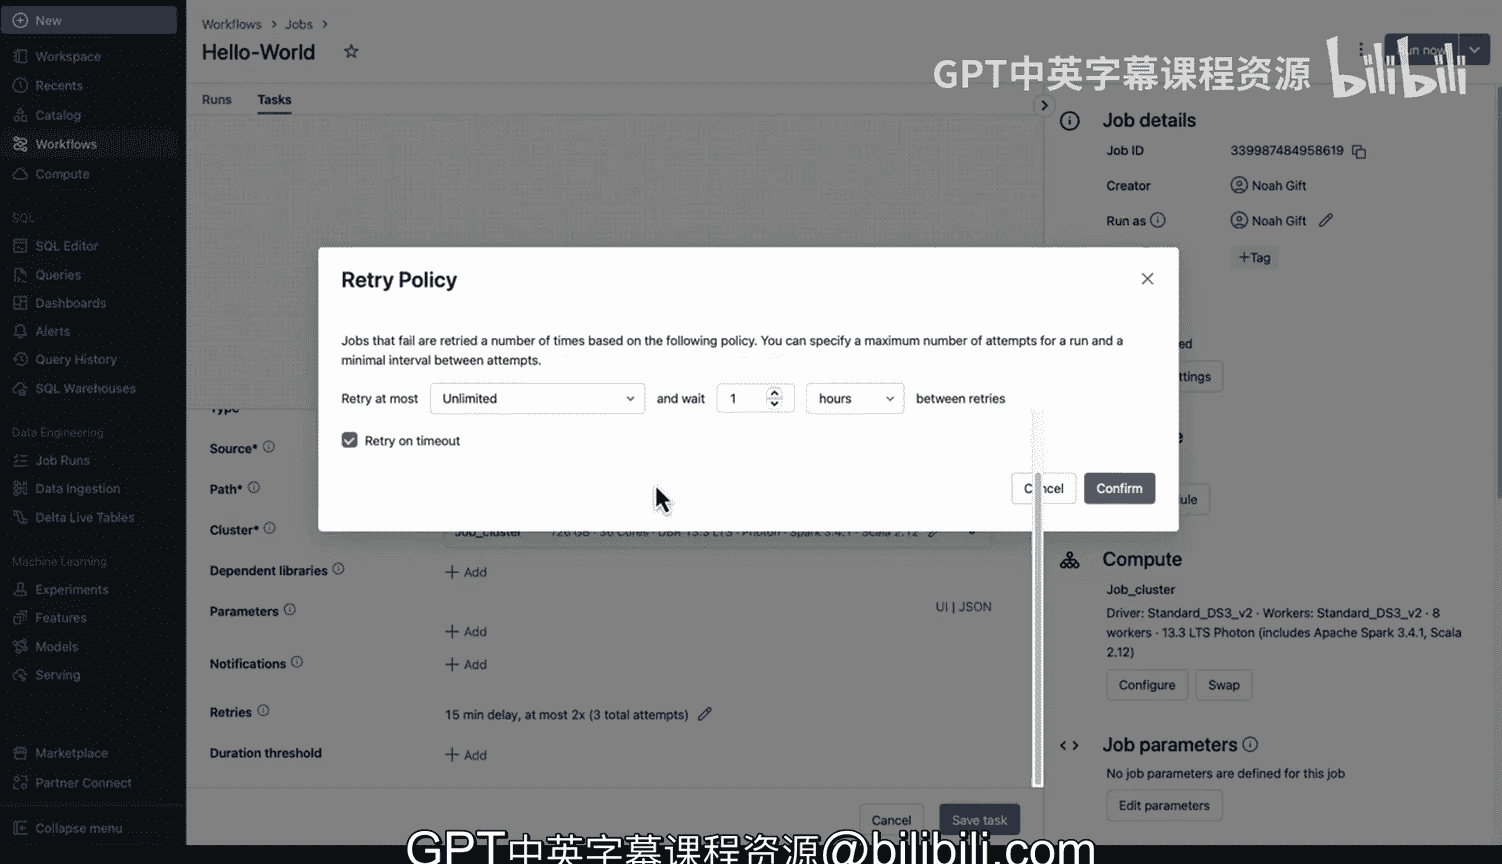 New
Workspace
Recents
Catalog
Workflows
Compute
SQL
SQL Editor
Queries
Dashboards
Alerts
Query History
SQL Warehouses
Data Engineering
Job Runs
Data Ingestion
Delta Live Tables
Machine Learning
Experiments
Features
Models
Serving
Marketplace
Partner Connect
Collapse menu
Workflows > Jobs >
Hello-World
Run now
GPT中英字幕课程资源 bilibili
Runs Tasks
Job details
Job ID 339987484958619
Creator Noah Gift
Run as Noah Gift
+Tag
Retry Policy
Jobs that fail are retried a number of times based on the following policy. You can specify a maximum number of attempts for a run and a
minimal interval between attempts.
Retry at most Unlimited and wait 1 hours between retries
Retry on timeout
Cancel Confirm
Type
Source*
Path*
Cluster*
Dependent libraries + Add
Parameters UI | JSON
+ Add
Notifications + Add
Retries 15 min delay, at most 2x (3 total attempts)
Duration threshold + Add
Cancel Save task
Compute
Job_cluster
Driver: Standard_DS3_v2 · Workers: Standard_DS3_v2 · 8
workers · 13.3 LTS Photon (includes Apache Spark 3.4.1, Scala
2.12)
Configure Swap
Job parameters
No job parameters are defined for this job
Edit parameters
GPT中英字幕课程资源@bilibili.com